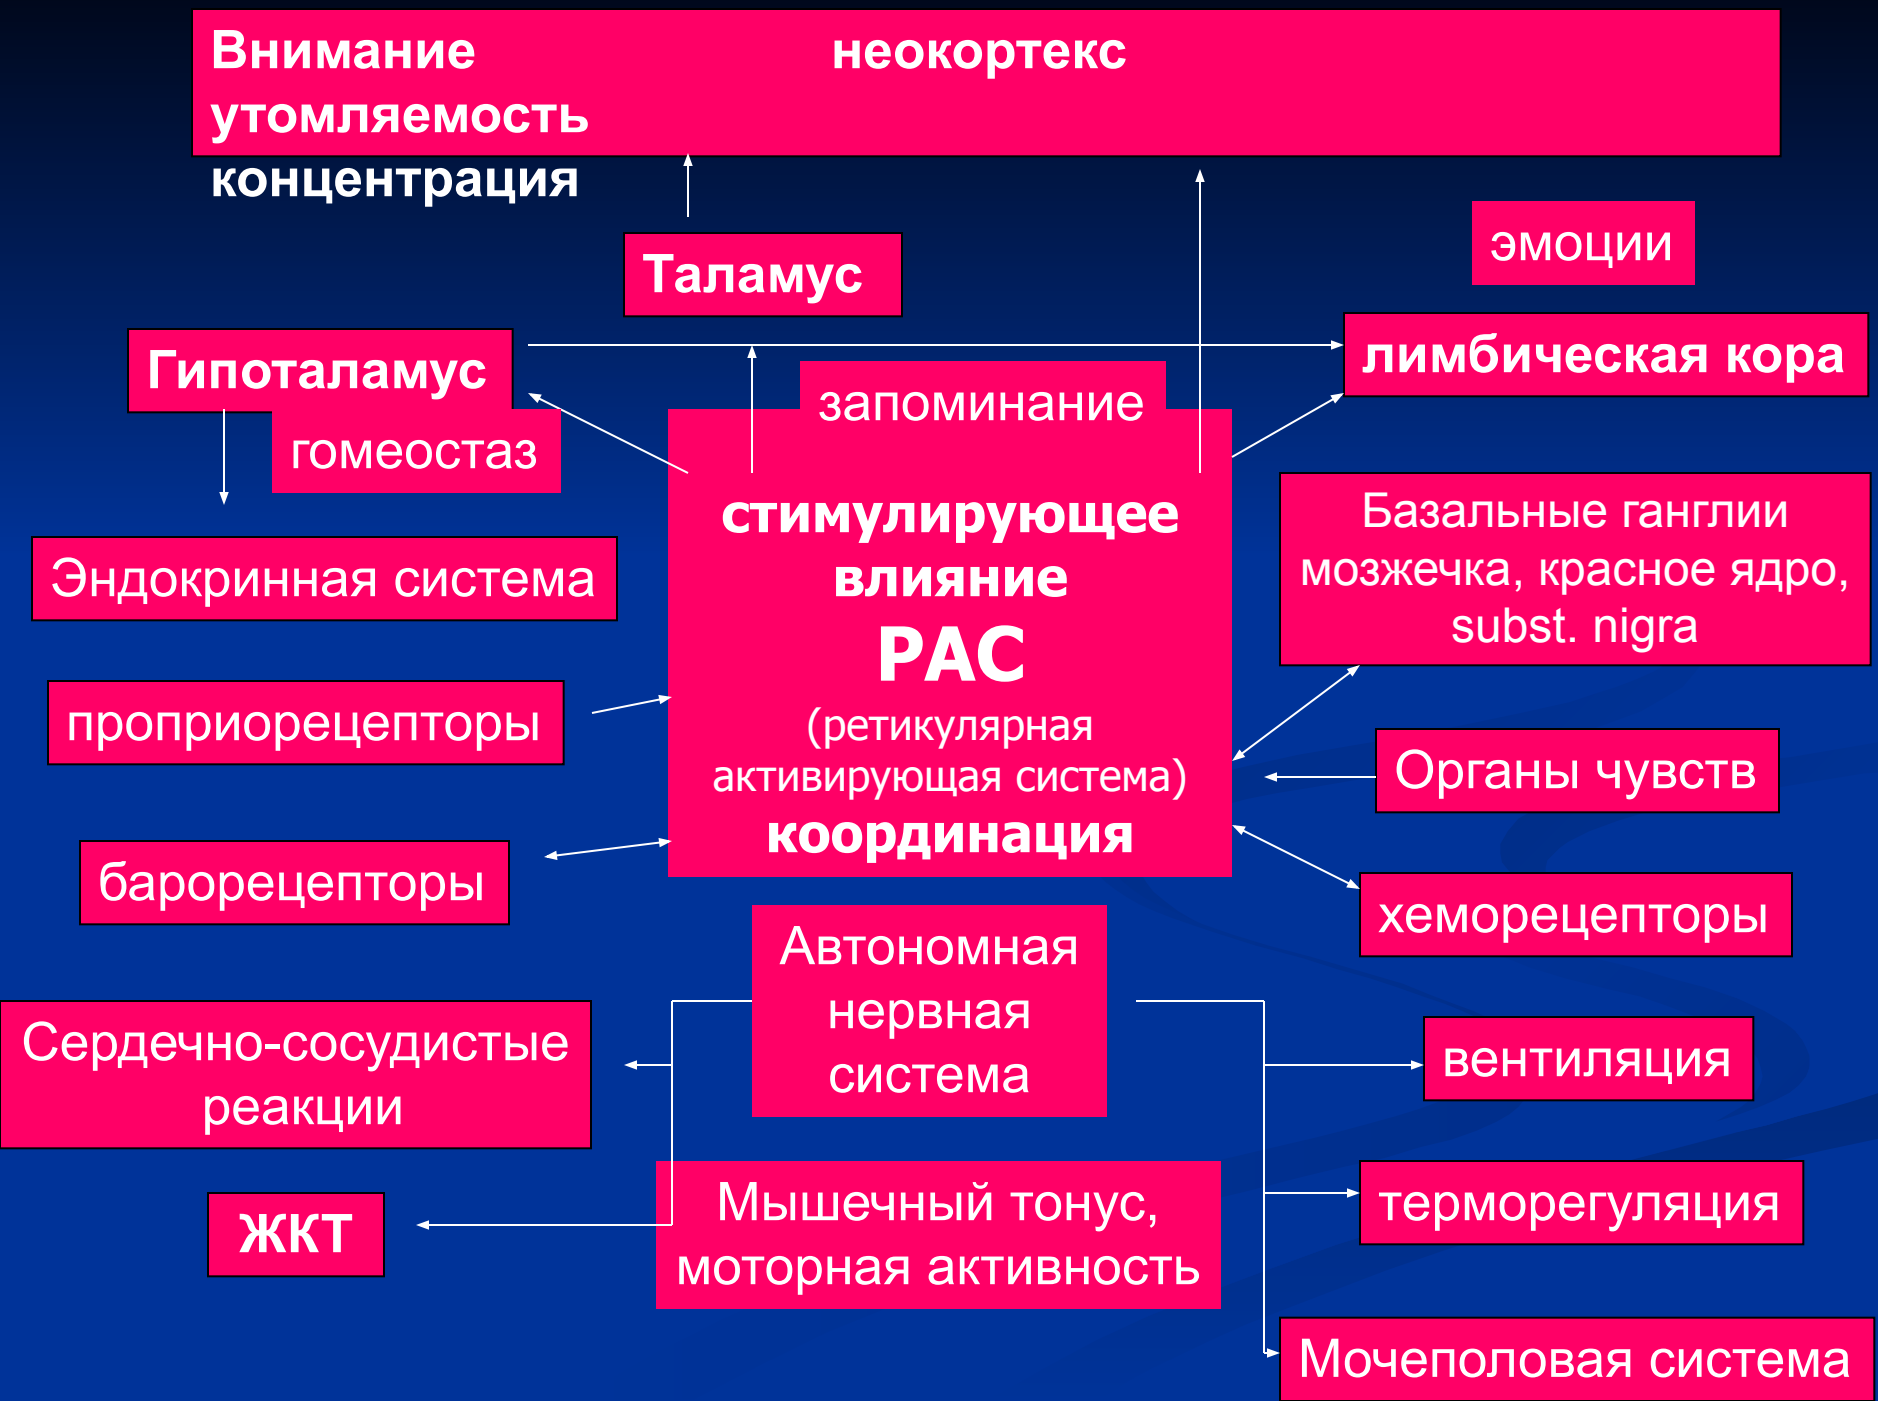 Внимание неокортекс
утомляемость
концентрация
Таламус
эмоции
Гипоталамус
лимбическая кора
запоминание
гомеостаз
стимулирующее
влияние
РАС
(ретикулярная
активирующая система)
координация
Базальные ганглии
мозжечка, красное ядро,
subst. nigra
Эндокринная система
проприорецепторы
Органы чувств
барорецепторы
хеморецепторы
Автономная
нервная
система
Сердечно-сосудистые
реакции
вентиляция
Мышечный тонус,
моторная активность
ЖКТ
терморегуляция
Мочеполовая система